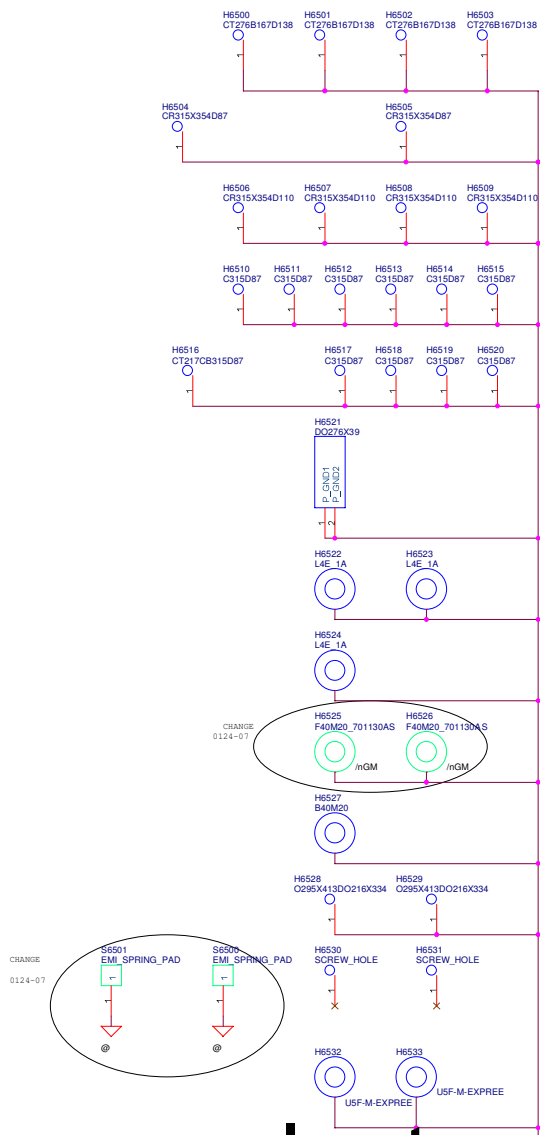 H6500 H6501 H6502 H6503
CT276B167D138 CT276B167D138 CT276B167D138 CT276B167D138
1 1 1 1
H6504 H6505
CR315X354D87 CR315X354D87
1 1
H6506 H6507 H6508 H6509
CR315X354D110 CR315X354D110 CR315X354D110 CR315X354D110
1 1 1 1
H6510 H6511 H6512 H6513 H6514 H6515
C315D87 C315D87 C315D87 C315D87 C315D87 C315D87
1 1 1 1 1 1
H6516 H6517 H6518 H6519 H6520
CT217CB315D87 C315D87 C315D87 C315D87 C315D87
1 1 1 1 1
H6521
DO276X39
P_GND1
P_GND2
1 2
H6522 H6523
L4E_1A L4E_1A
H6524
L4E_1A
CHANGE
0124-07
H6525 H6526
F40M20_701130AS F40M20_701130AS
/nGM /nGM
H6527
B40M20
H6528 H6529
O295X413DO216X334 O295X413DO216X334
1 1
CHANGE
0124-07
S6501 S6500
EMI_SPRING_PAD EMI_SPRING_PAD
1 1
@ @
H6530 H6531
SCREW_HOLE SCREW_HOLE
1 1
H6532 H6533
U5F-M-EXPREE U5F-M-EXPREE